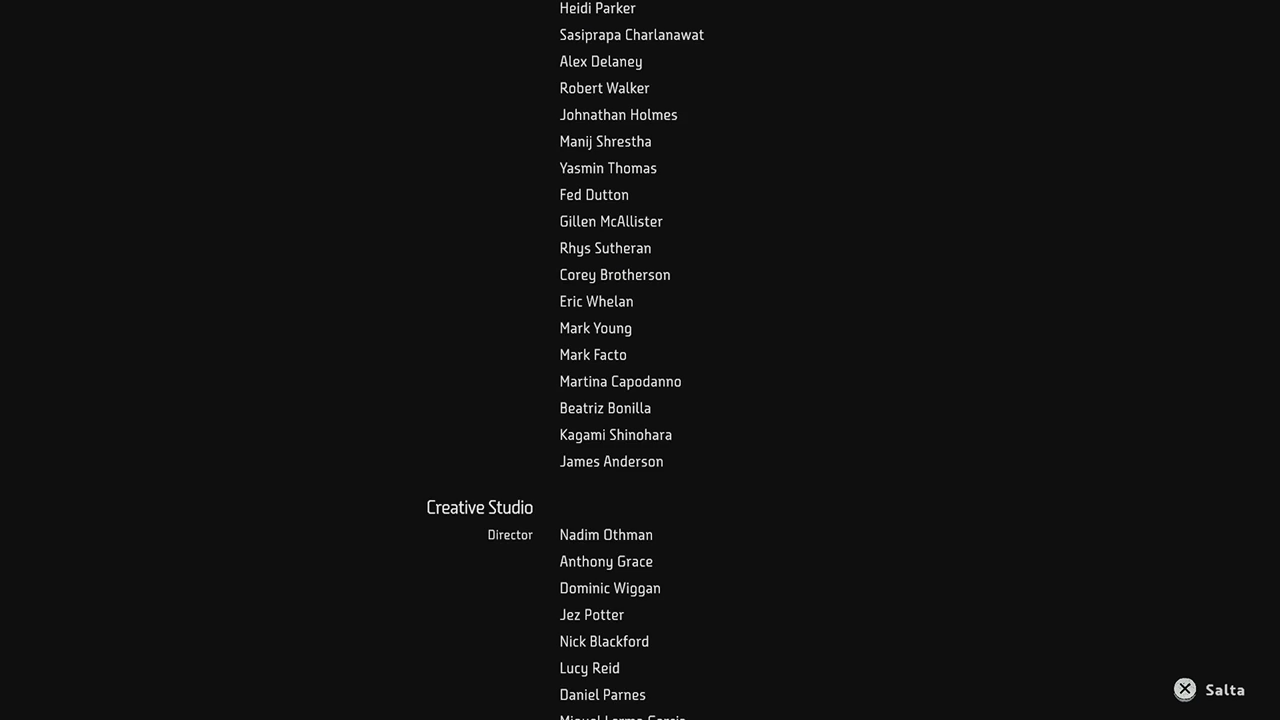 Heidi Parker
Sasiprapa Charlanawat
Alex Delaney
Robert Walker
Johnathan Holmes
Manij Shrestha
Yasmin Thomas
Fed Dutton
Gillen McAllister
Rhys Sutheran
Corey Brotherson
Eric Whelan
Mark Young
Mark Facto
Martina Capodanno
Beatriz Bonilla
Kagami Shinohara
James Anderson
Creative Studio
Director Nadim Othman
Anthony Grace
Dominic Wiggan
Jez Potter
Nick Blackford
Lucy Reid
Daniel Parnes
Salta